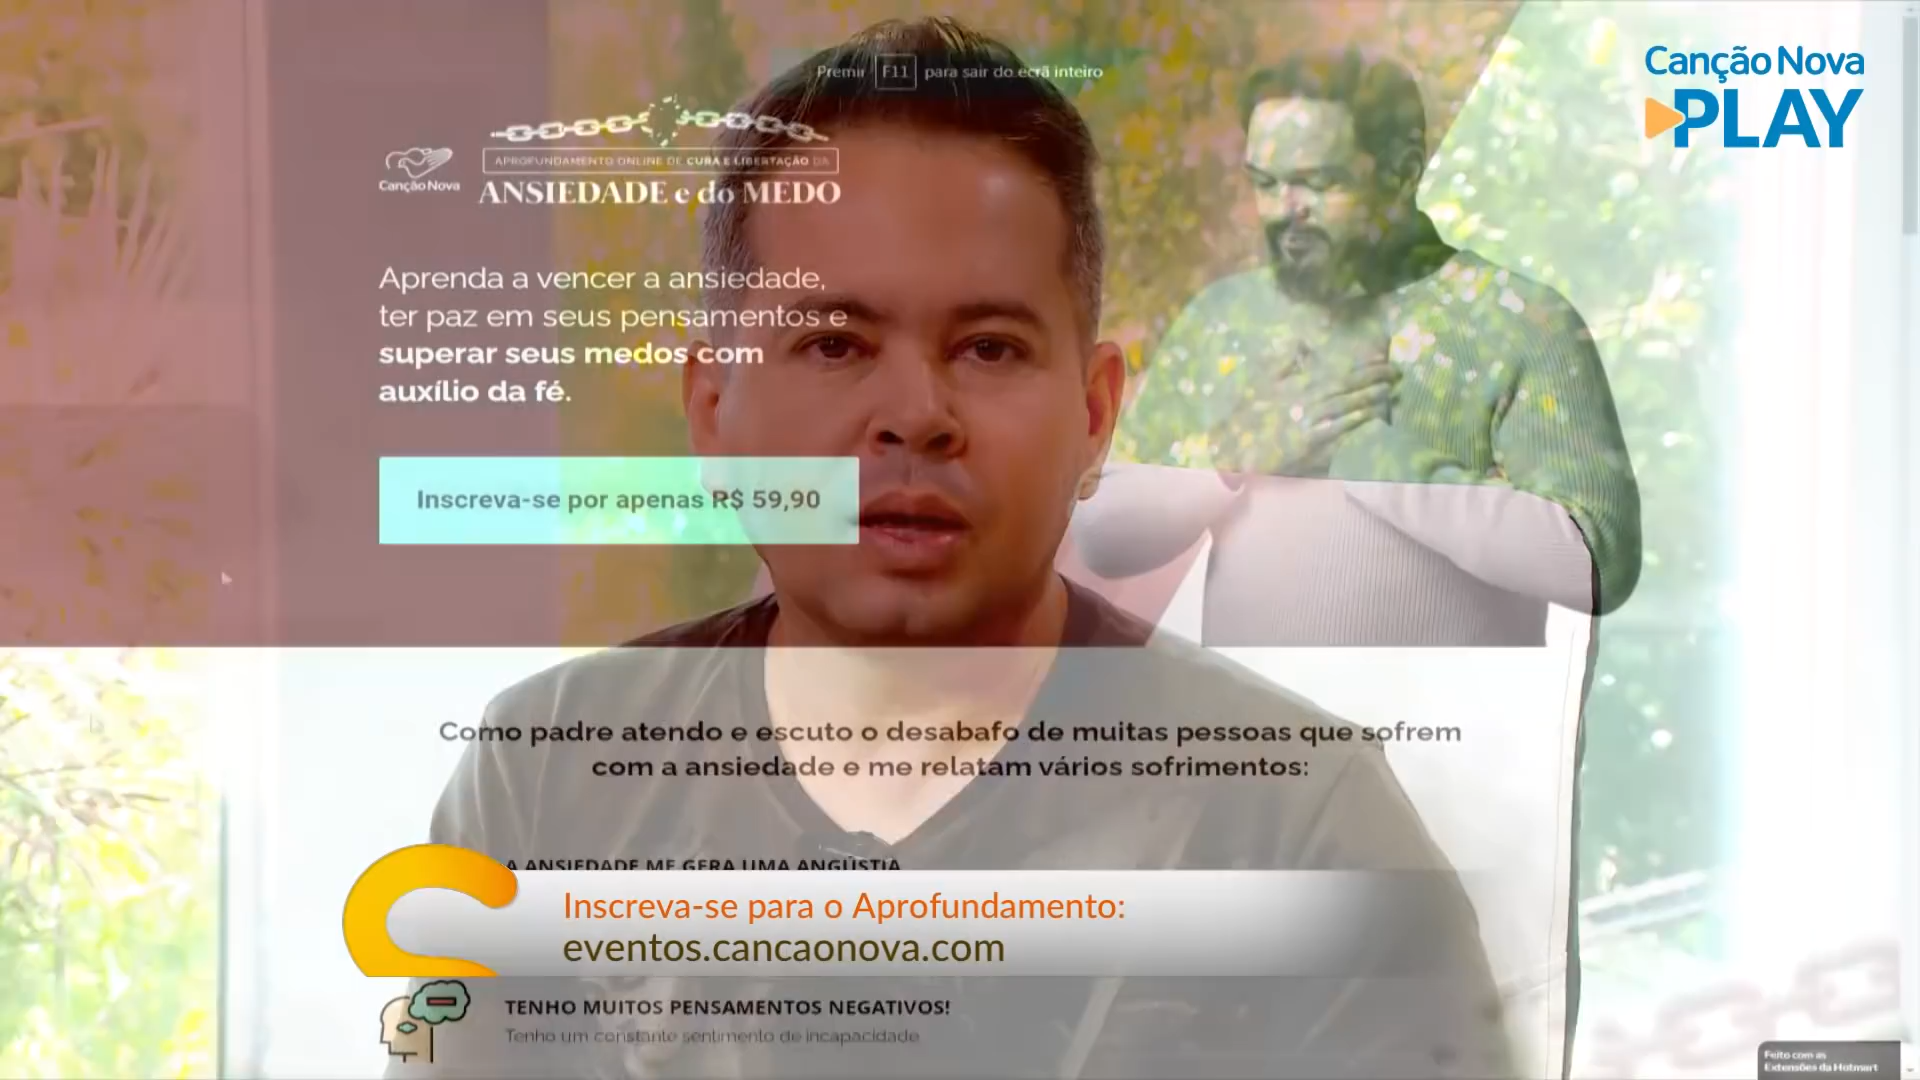 Canção Nova
PLAY
Premir F11 para sair do ecrã inteiro
APROFUNDAMENTO ONLINE DE CURA E LIBERTAÇÃO DA
Canção Nova
ANSIEDADE e do MEDO
Aprenda a vencer a ansiedade,
ter paz em seus pensamentos e
superar seus medos com
auxílio da fé.
Inscreva-se por apenas R$ 59,90
Como padre atendo e escuto o desabafo de muitas pessoas que sofrem
com a ansiedade e me relatam vários sofrimentos:
A ANSIEDADE ME GERA UMA ANGÚSTIA
Inscreva-se para o Aprofundamento:
eventos.cancaonova.com
TENHO MUITOS PENSAMENTOS NEGATIVOS!
Tenho um constante sentimento de incapacidade
Feito com as
Extensões da Hotmart